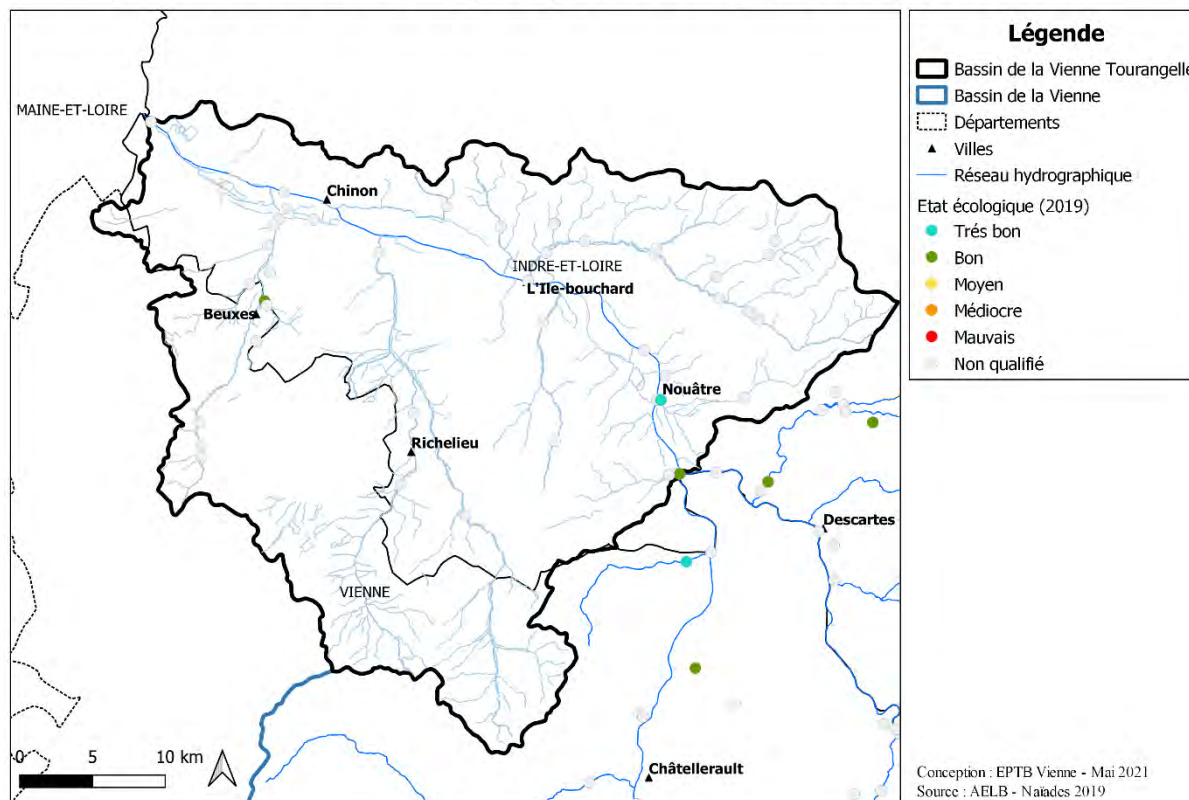 MAINE-ET-LOIRE
Chinon
INDRE-ET-LOIRE
L'Ile-bouchard
Beuxes
Nouâtre
Richelieu
Descartes
VIENNE
Châtellerault
0 5 10 km
Légende
Bassin de la Vienne Tourangelle
Bassin de la Vienne
Départements
Villes
Réseau hydrographique
Etat écologique (2019)
Trés bon
Bon
Moyen
Médiocre
Mauvais
Non qualifié
Conception : EPTB Vienne - Mai 2021
Source : AELB - Naïades 2019